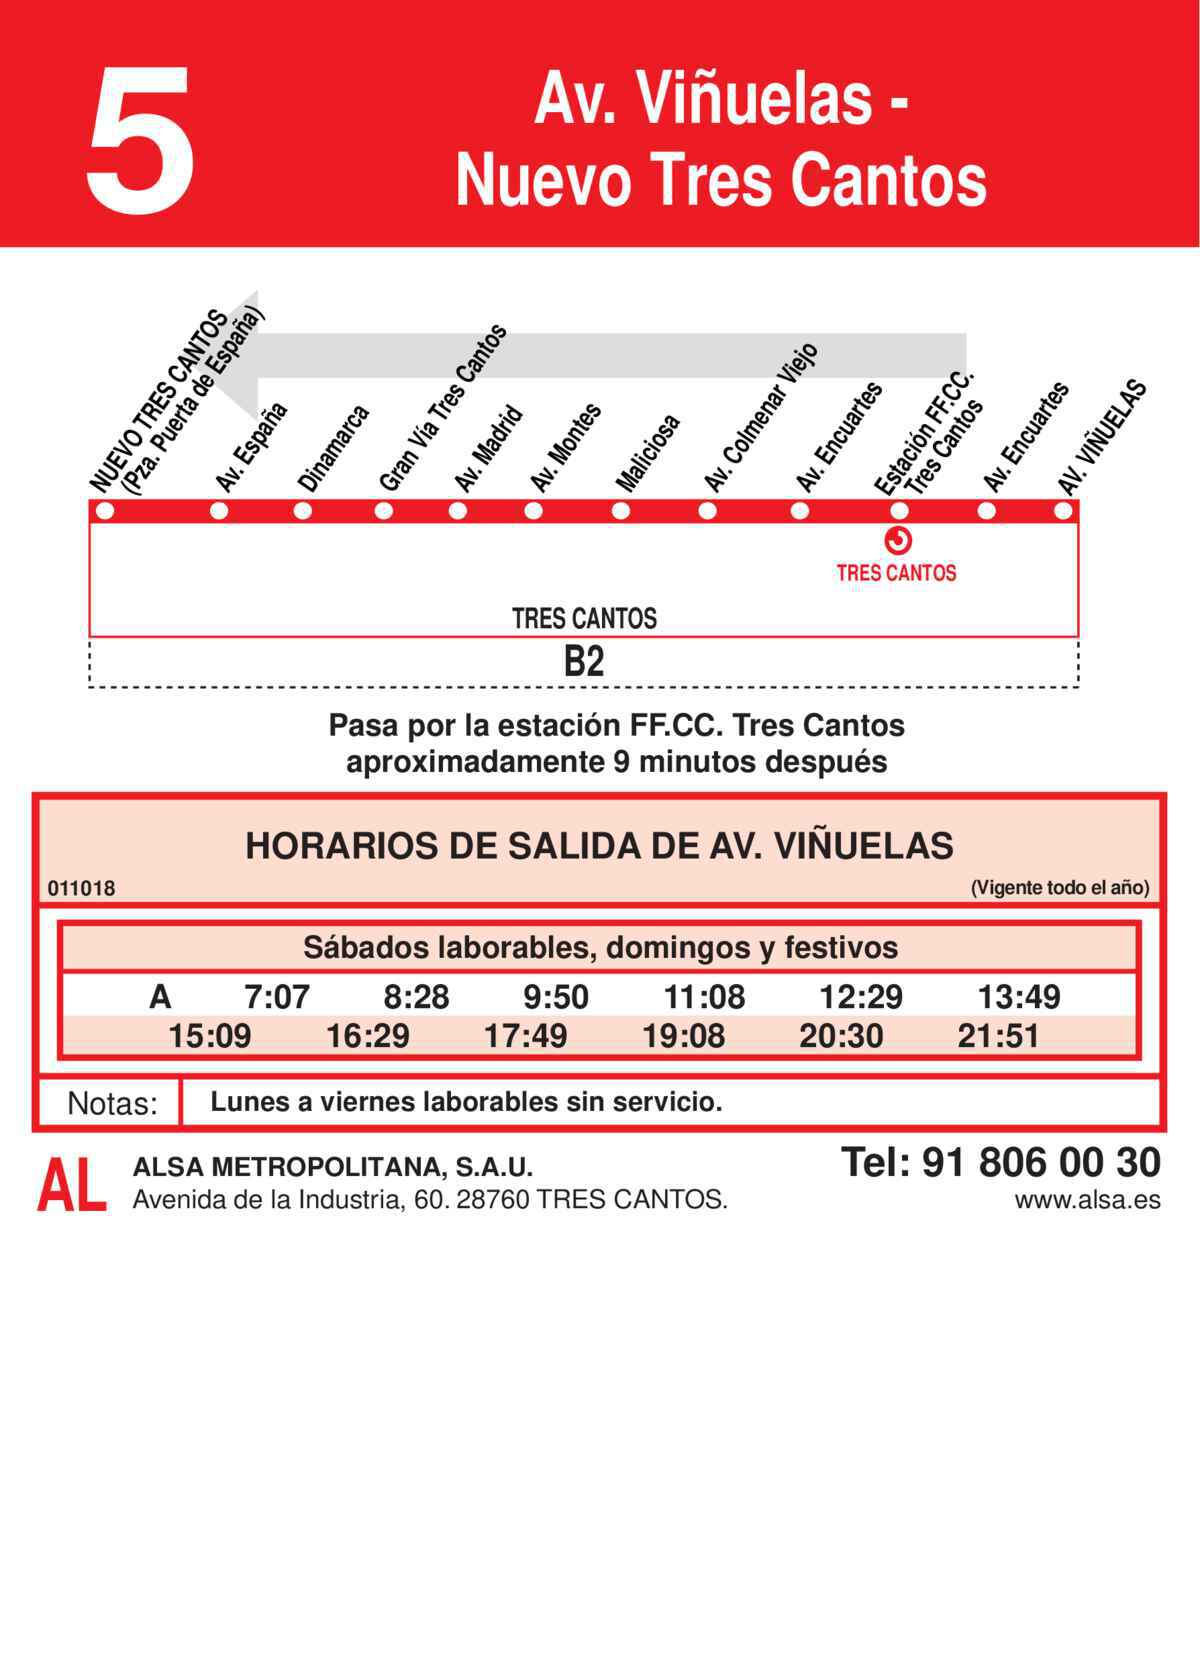 5
Av. Viñuelas -
Nuevo Tres Cantos
NUEVO TRES CANTOS
(Pza. Puerta de España)
Av. España
Dinamarca
Gran Vía Tres Cantos
Av. Madrid
Av. Montes
Maliciosa
Av. Colmenar Viejo
Av. Encuartes
Estación FF.CC.
Tres Cantos
Av. Encuartes
AV. VIÑUELAS
TRES CANTOS
TRES CANTOS
B2
Pasa por la estación FF.CC. Tres Cantos
aproximadamente 9 minutos después
HORARIOS DE SALIDA DE AV. VIÑUELAS
011018 (Vigente todo el año)
Sábados laborables, domingos y festivos
A 7:07 8:28 9:50 11:08 12:29 13:49
15:09 16:29 17:49 19:08 20:30 21:51
Notas: Lunes a viernes laborables sin servicio.
AL ALSA METROPOLITANA, S.A.U. Tel: 91 806 00 30
Avenida de la Industria, 60. 28760 TRES CANTOS. www.alsa.es